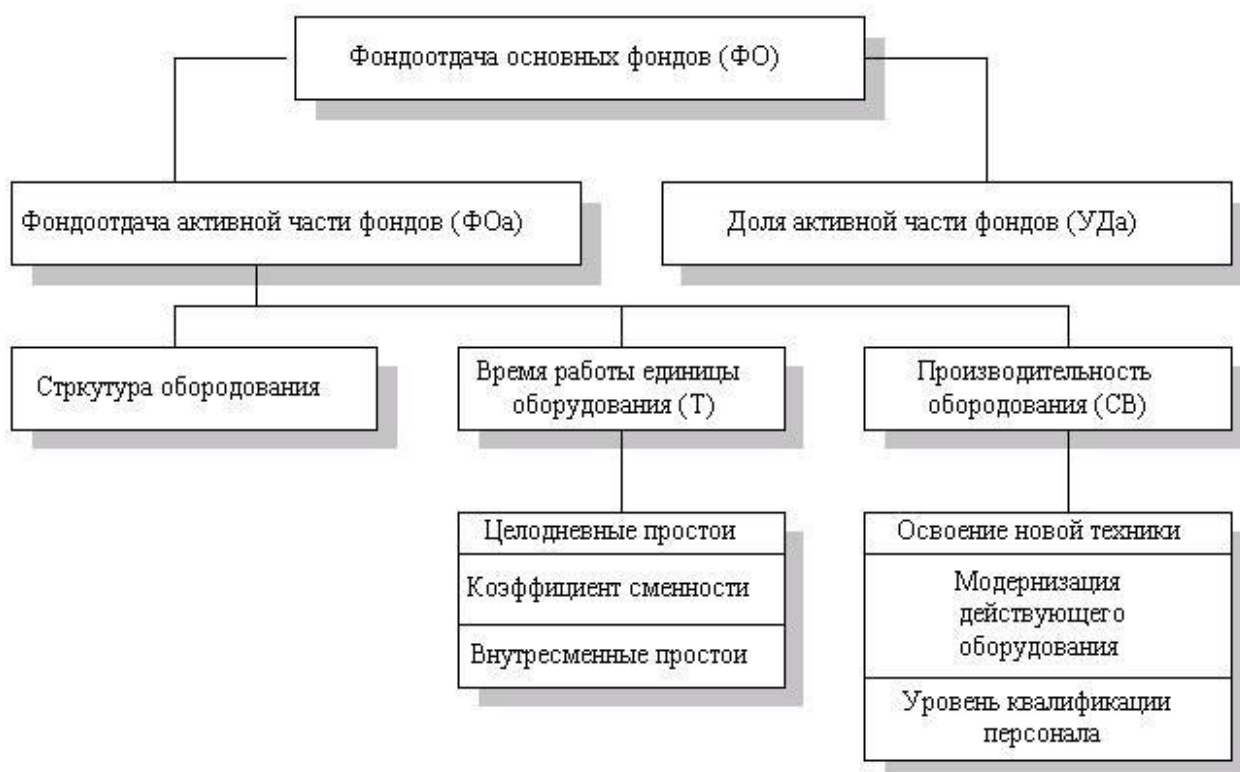 Фондоотдача основных фондов (ФО)
Фондоотдача активной части фондов (ФОа)
Доля активной части фондов (УДа)
Стркутура обородования
Время работы единицы
оборудования (Т)
Производительность
обородования (СВ)
Целодневные простои
Коэффициент сменности
Внутресменные простои
Освоение новой техники
Модернизация
действующего
оборудования
Уровень квалификации
персонала